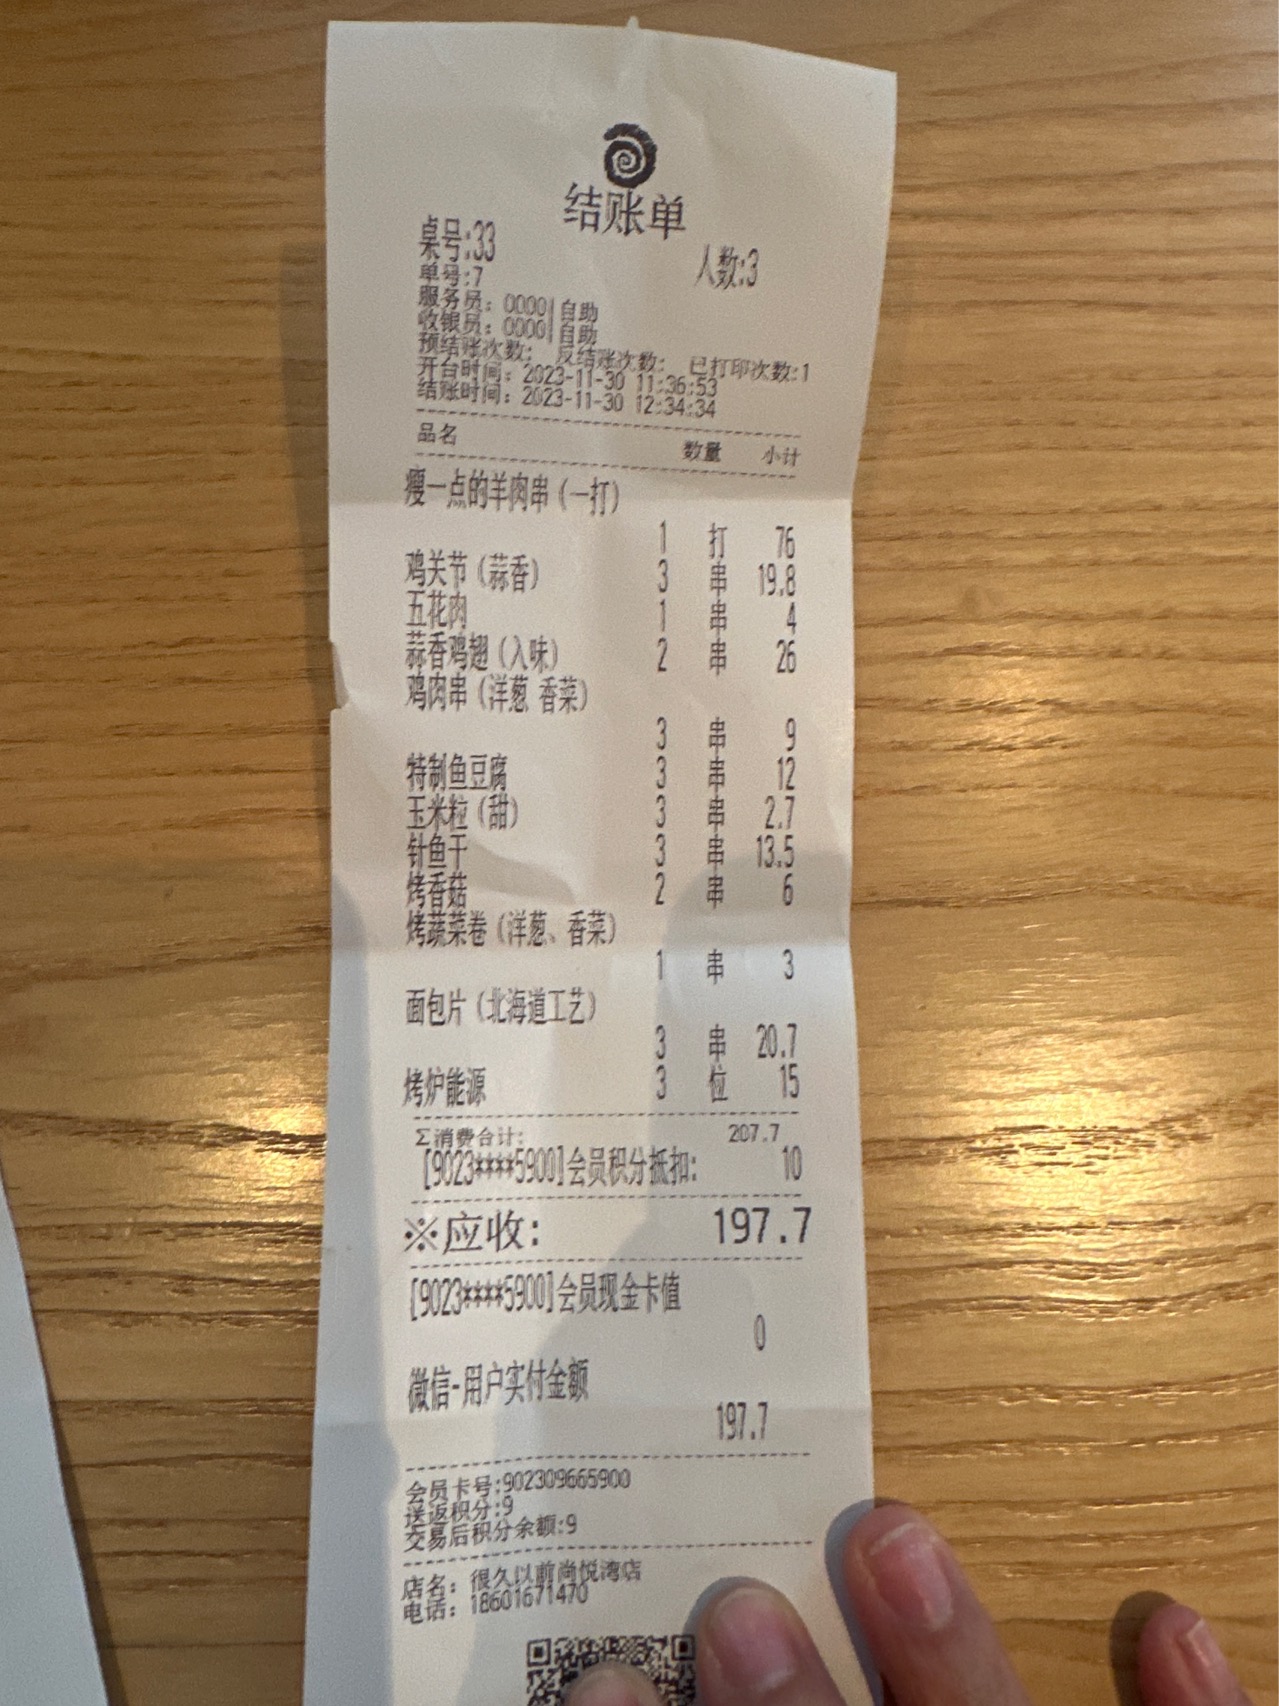 结账单
桌号:33 人数:3
单号:7
服务员: 0000|自助
收银员: 0000|自助
预结账次数: 反结账次数: 已打印次数:1
开台时间: 2023-11-30 11:36:53
结账时间: 2023-11-30 12:34:34
品名 数量 小计
瘦一点的羊肉串(一打)
1 打 76
鸡关节(蒜香) 3 串 19.8
五花肉 1 串 4
蒜香鸡翅(入味) 2 串 26
鸡肉串(洋葱 香菜)
3 串 9
特制鱼豆腐 3 串 12
玉米粒(甜) 3 串 2.7
针鱼干 3 串 13.5
烤香菇 2 串 6
烤蔬菜卷(洋葱、香菜)
1 串 3
面包片(北海道工艺)
3 串 20.7
烤炉能源 3 位 15
Σ消费合计: 207.7
[9023****5900]会员积分抵扣: 10
※应收: 197.7
[9023****5900]会员现金卡值
0
微信-用户实付金额
197.7
会员卡号:902309665900
送返积分:9
交易后积分余额:9
店名: 很久以前尚悦湾店
电话: 18601671470